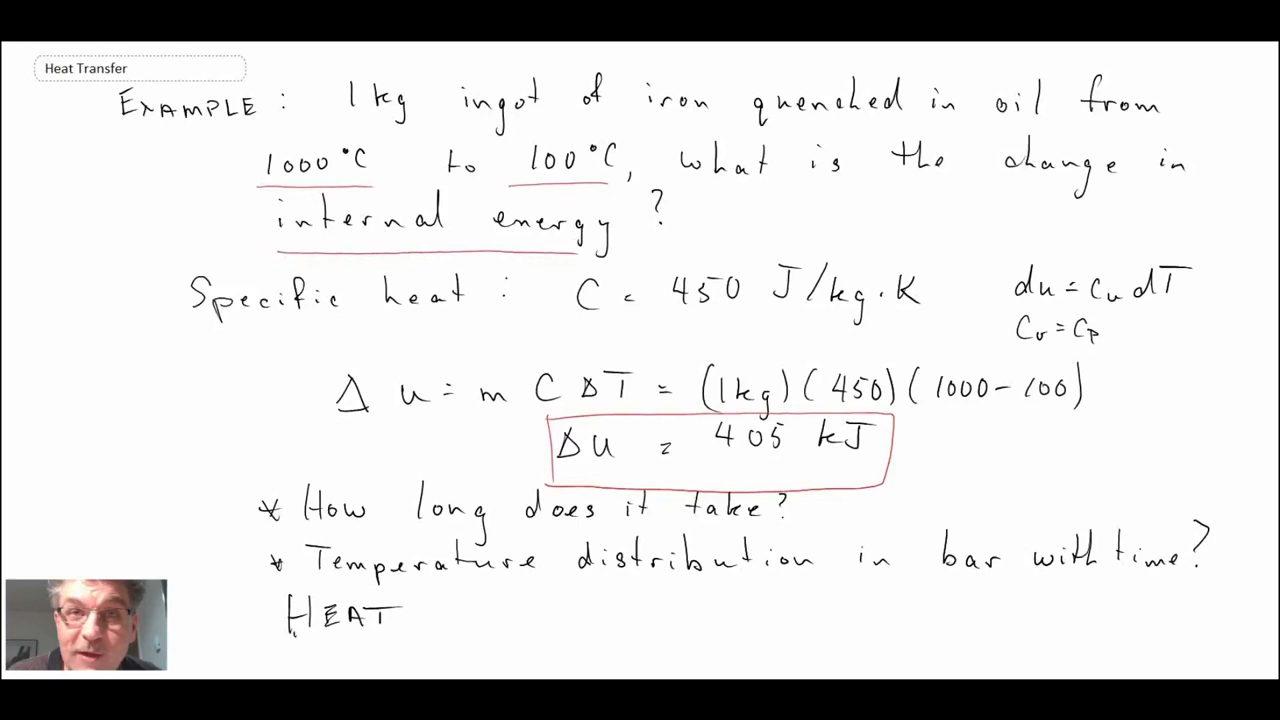 Heat Transfer
EXAMPLE : 1 kg ingot of iron quenched in oil from
1000°C to 100°C, what is the change in
internal energy ?
Specific heat : C = 450 J/kg·K
du = cv dT
cv = cp
Δ u = m C ΔT = (1kg)(450)(1000-100)
Δu = 405 kJ
* How long does it take?
* Temperature distribution in bar with time?
HEAT